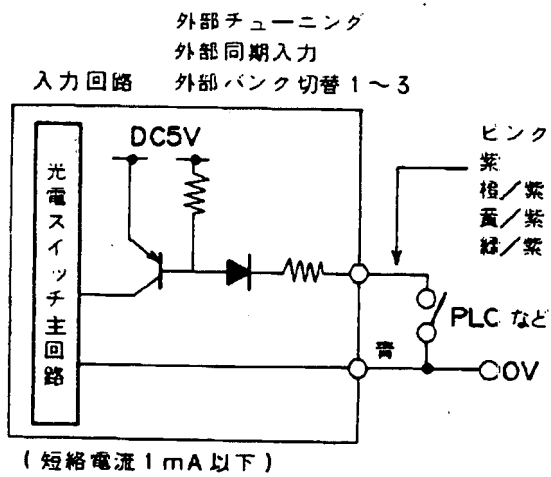 外部チューニング
外部同期入力
入力回路 外部バンク切替1～3
DC5V
光電スイッチ主回路
ピンク
紫
橙／紫
黄／紫
緑／紫
PLCなど
青
0V
(短絡電流1mA以下)